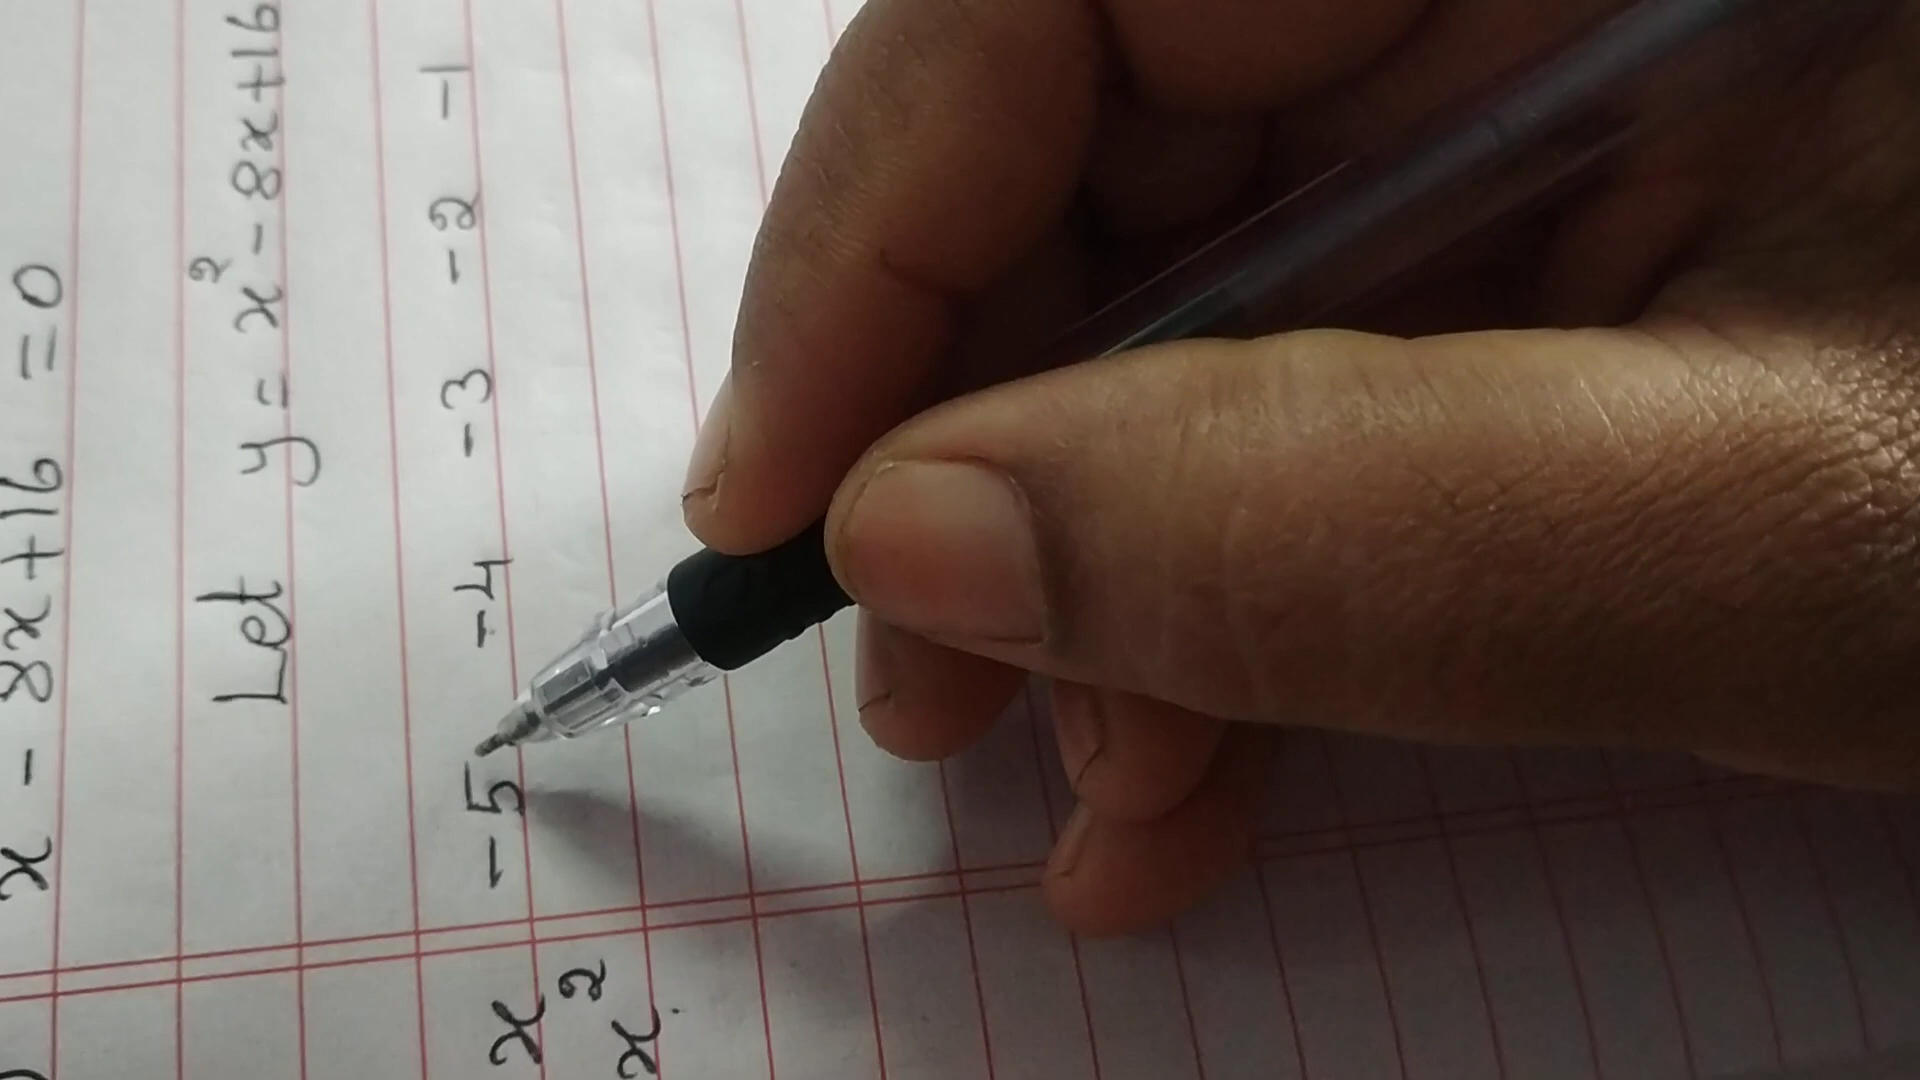 x - 8x+16 = 0
Let y = x² - 8x+16
x -5 -4 -3 -2 -1
x²